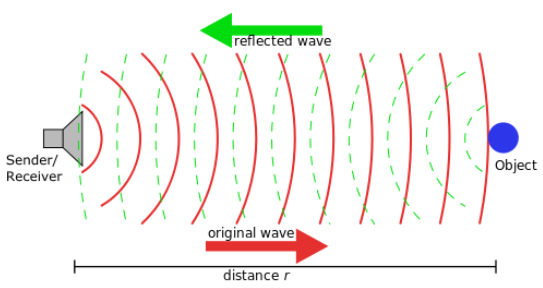 reflected wave
Sender/
Receiver
Object
original wave
distance r